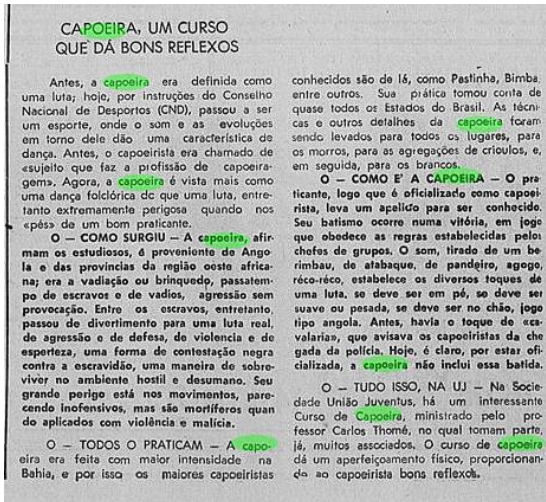 CAPOEIRA, UM CURSO
QUE DÁ BONS REFLEXOS
Antes, a capoeira era definida como
uma luta; hoje, por instruções do Conselho
Nacional de Desportos (CND), passou a ser
um esporte, onde o som e as evoluções
em torno dele dão uma característica de
dança. Antes, o capoeirista era chamado de
«sujeito que faz a profissão de capoeira-
gem». Agora, a capoeira é vista mais como
uma dança folclórica do que uma luta, entre-
tanto extremamente perigosa quando nos
«pés» de um bom praticante.
O — COMO SURGIU — A capoeira, afir-
mam os estudiosos, é proveniente de Ango-
la e das províncias da região oeste africa-
na; era a vadiação ou brinquedo, passatem-
po de escravos e de vadios, agressão sem
provocação. Entre os escravos, entretanto,
passou de divertimento para uma luta real,
de agressão e de defesa, de violencia e de
esperteza, uma forma de contestação negra
contra a escravidão, uma maneira de sobre-
viver no ambiente hostil e desumano. Seu
grande perigo está nos movimentos, pare-
cendo inofensivos, mas são mortíferos quan
do aplicados com violência e malícia.
O — TODOS O PRATICAM — A capo-
eira era feita com maior intensidade na
Bahia, e por isso os maiores capoeiristas
conhecidos são de lá, como Pastinha, Bimba,
entre outros. Sua prática tomou conta de
quase todos os Estados do Brasil. As técni-
cas e outros detalhes da capoeira foram
sendo levados para todos os lugares, para
os morros, para as agregações de crioulos, e,
em seguida, para os brancos.
O — COMO E' A CAPOEIRA — O pra-
ticante, logo que é oficializado como capoei-
rista, leva um apelido para ser conhecido.
Seu batismo ocorre numa vitória, em jogo
que obedece as regras estabelecidas pelos
chefes de grupos. O som, tirado de um be-
rimbau, de atabaque, de pandeiro, agogo,
réco-réco, estabelece os diversos toques de
uma luta, se deve ser em pé, se deve ser
suave ou pesada, se deve ser no chão, jogo
tipo angola. Antes, havia o toque de «ca-
valaria», que avisava os capoeiristas da che
gada da polícia. Hoje, é claro, por estar ofi-
cializada, a capoeira não inclui essa batida.
O — TUDO ISSO, NA UJ — Na Socie-
dade União Juventus, há um interessante
Curso de Capoeira, ministrado pelo pro-
fessor Carlos Thomé, no qual tomam parte,
já, muitos associados. O curso de capoeira
dá um aperfeiçoamento físico, proporcionan-
do ao capoeirista bons reflexos.